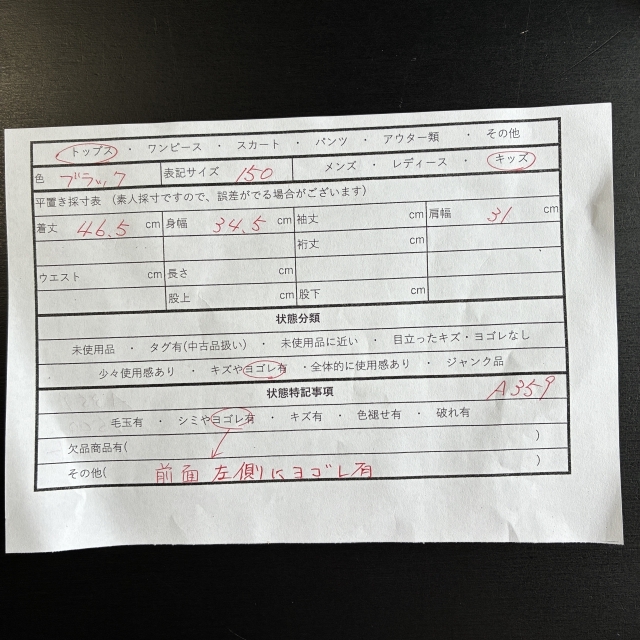 トップス ・ ワンピース ・ スカート ・ パンツ ・ アウター類 ・ その他
色 ブラック 表記サイズ 150 メンズ ・ レディース ・ キッズ
平置き採寸表 （素人採寸ですので、誤差がでる場合がございます）
着丈 46.5 cm 身幅 34.5 cm 袖丈 cm 肩幅 31 cm
裄丈 cm
ウエスト cm 長さ cm
股上 cm 股下 cm
状態分類
未使用品 ・ タグ有(中古品扱い) ・ 未使用品に近い ・ 目立ったキズ・ヨゴレなし
少々使用感あり ・ キズやヨゴレ有 ・全体的に使用感あり ・ ジャンク品
状態特記事項 A359
毛玉有 ・ シミやヨゴレ有 ・ キズ有 ・ 色褪せ有 ・ 破れ有
欠品商品有( )
その他( 前面左側にヨゴレ有 )